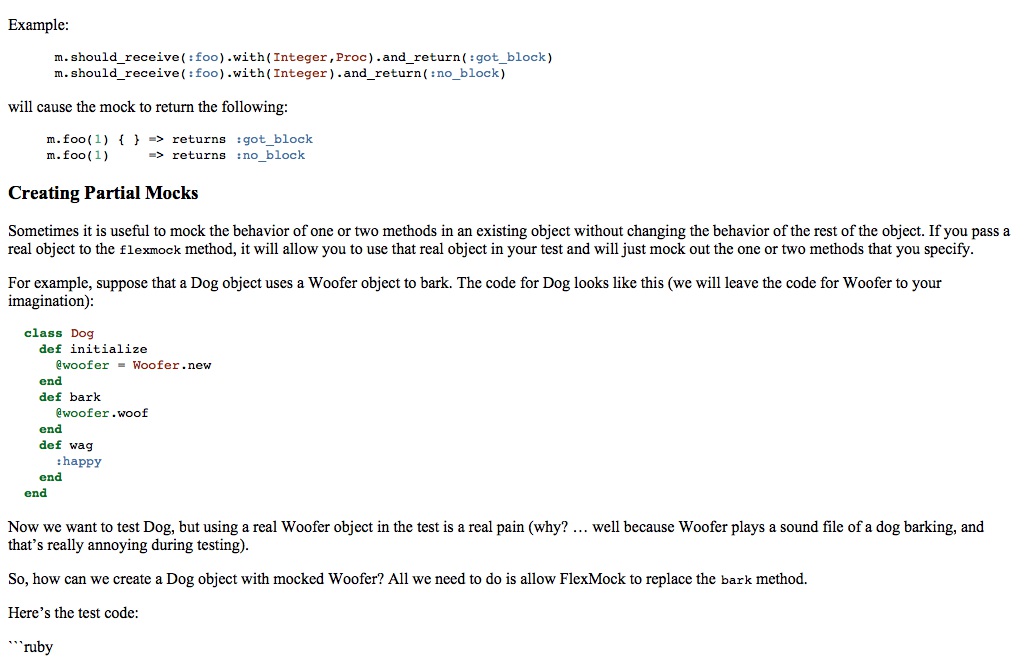 Example:
m.should_receive(:foo).with(Integer,Proc).and_return(:got_block)
m.should_receive(:foo).with(Integer).and_return(:no_block)
will cause the mock to return the following:
m.foo(1) { } => returns :got_block
m.foo(1)     => returns :no_block
Creating Partial Mocks
Sometimes it is useful to mock the behavior of one or two methods in an existing object without changing the behavior of the rest of the object. If you pass a
real object to the flexmock method, it will allow you to use that real object in your test and will just mock out the one or two methods that you specify.
For example, suppose that a Dog object uses a Woofer object to bark. The code for Dog looks like this (we will leave the code for Woofer to your
imagination):
class Dog
  def initialize
    @woofer = Woofer.new
  end
  def bark
    @woofer.woof
  end
  def wag
    :happy
  end
end
Now we want to test Dog, but using a real Woofer object in the test is a real pain (why? … well because Woofer plays a sound file of a dog barking, and
that’s really annoying during testing).
So, how can we create a Dog object with mocked Woofer? All we need to do is allow FlexMock to replace the bark method.
Here’s the test code:
```ruby